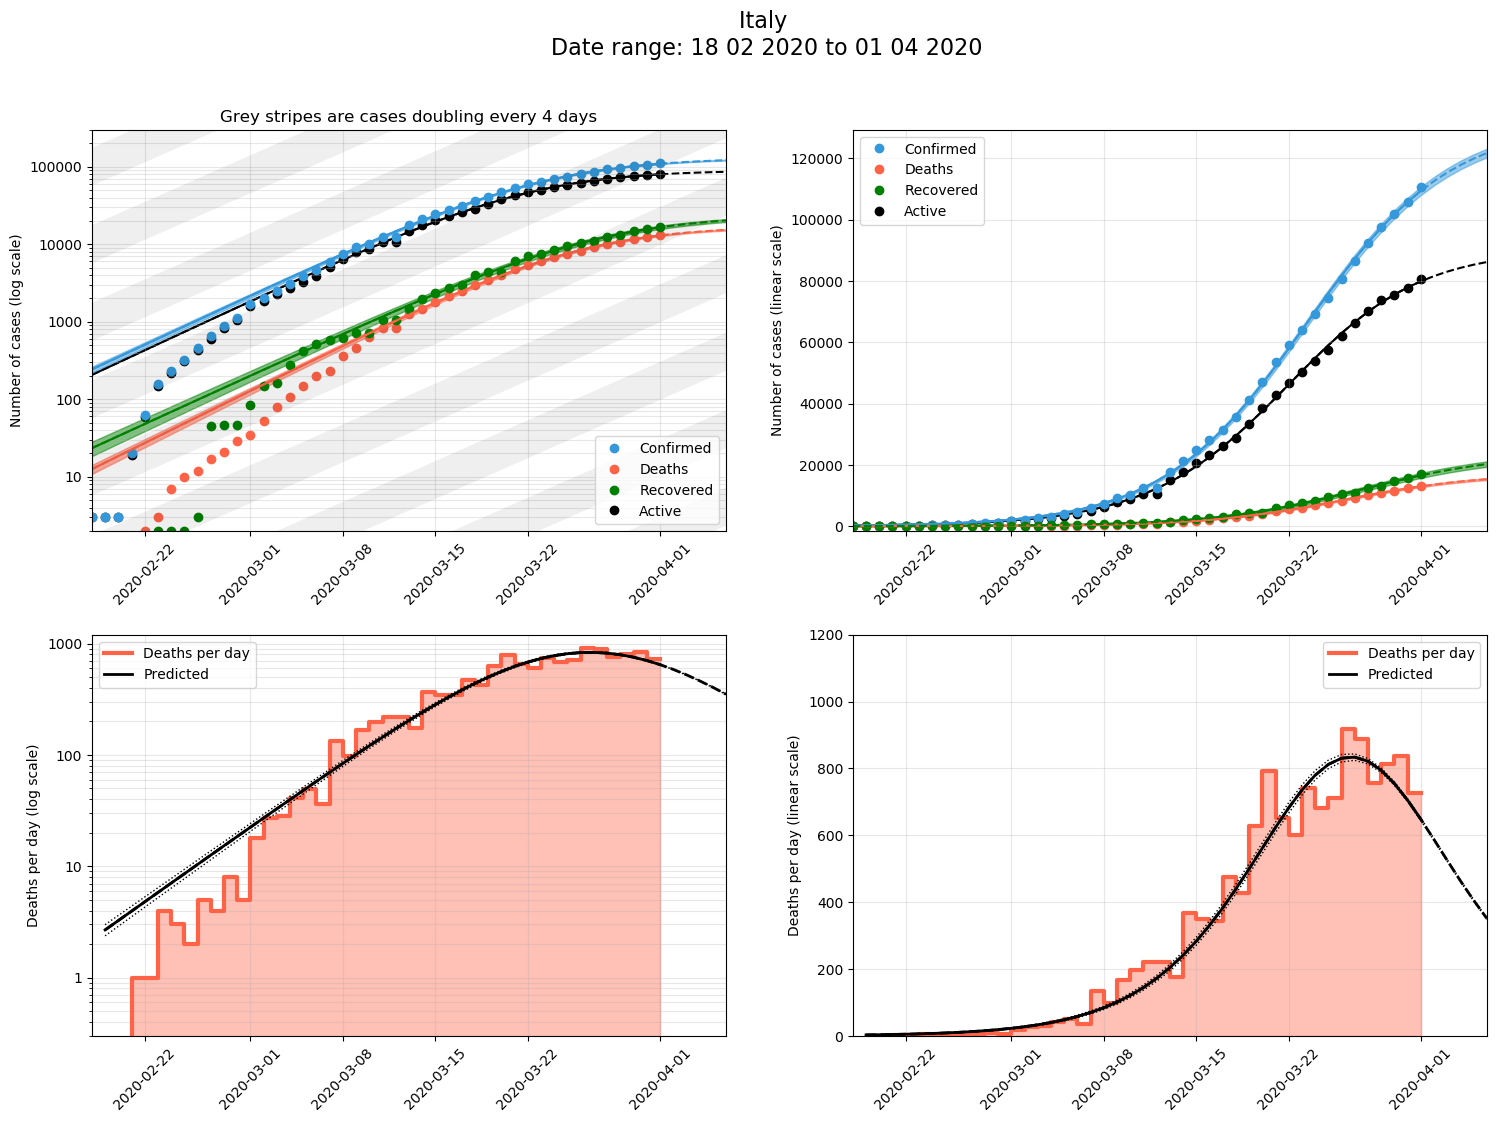 Italy
Date range: 18 02 2020 to 01 04 2020
Grey stripes are cases doubling every 4 days
Number of cases (log scale)
100000
10000
1000
100
10
Confirmed
Deaths
Recovered
Active
2020-02-22
2020-03-01
2020-03-08
2020-03-15
2020-03-22
2020-04-01
Number of cases (linear scale)
120000
100000
80000
60000
40000
20000
0
Confirmed
Deaths
Recovered
Active
2020-02-22
2020-03-01
2020-03-08
2020-03-15
2020-03-22
2020-04-01
Deaths per day (log scale)
1000
100
10
1
Deaths per day
Predicted
2020-02-22
2020-03-01
2020-03-08
2020-03-15
2020-03-22
2020-04-01
Deaths per day (linear scale)
1200
1000
800
600
400
200
0
Deaths per day
Predicted
2020-02-22
2020-03-01
2020-03-08
2020-03-15
2020-03-22
2020-04-01